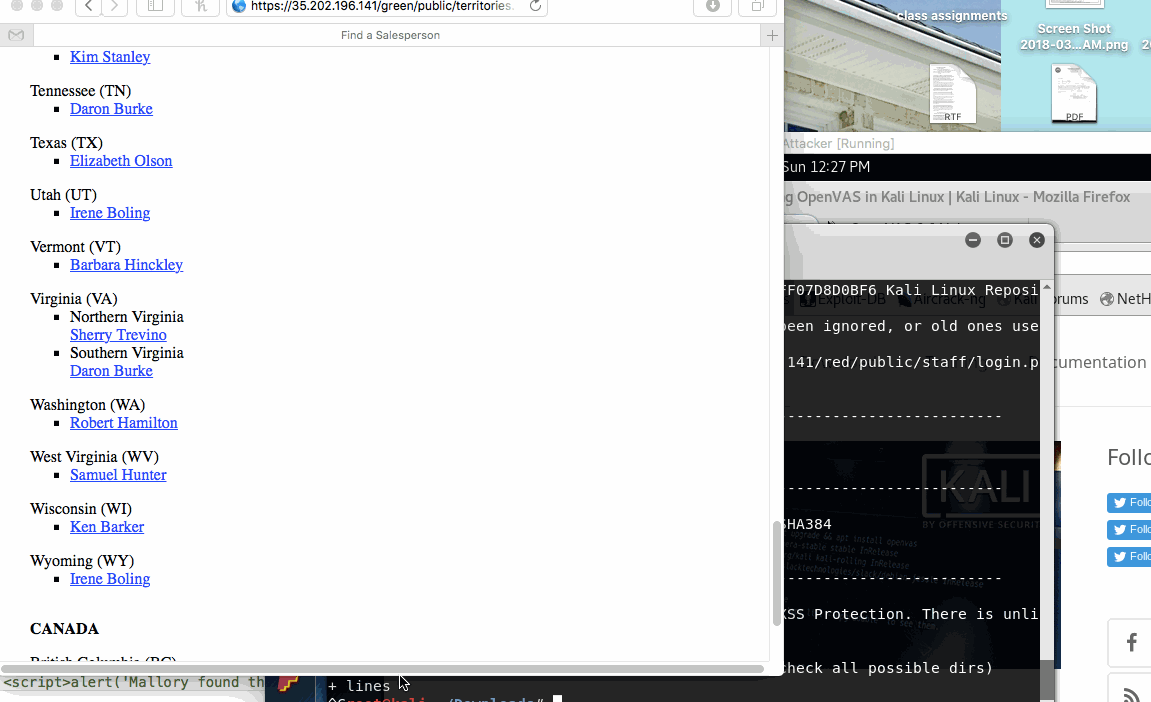 https://35.202.196.141/green/public/territories.
Find a Salesperson
Kim Stanley
Tennessee (TN)
Daron Burke
Texas (TX)
Elizabeth Olson
Utah (UT)
Irene Boling
Vermont (VT)
Barbara Hinckley
Virginia (VA)
Northern Virginia
Sherry Trevino
Southern Virginia
Daron Burke
Washington (WA)
Robert Hamilton
West Virginia (WV)
Samuel Hunter
Wisconsin (WI)
Ken Barker
Wyoming (WY)
Irene Boling
CANADA
British Columbia (BC)
<script>alert('Mallory found th
class assignments
Screen Shot
2018-03...AM.png
RTF
PDF
Attacker [Running]
Sun 12:27 PM
g OpenVAS in Kali Linux | Kali Linux - Mozilla Firefox
FF07D8D0BF6 Kali Linux Reposi
Exploit-DB
Aircrack-ng
Kali Forums
NetH
been ignored, or old ones use
141/red/public/staff/login.p
cumentation
------------------------
Follo
KALI
BY OFFENSIVE SECURIT
------------------------
Follo
Follo
Follo
SHA384
------------------------
XSS Protection. There is unli
check all possible dirs)
+ lines